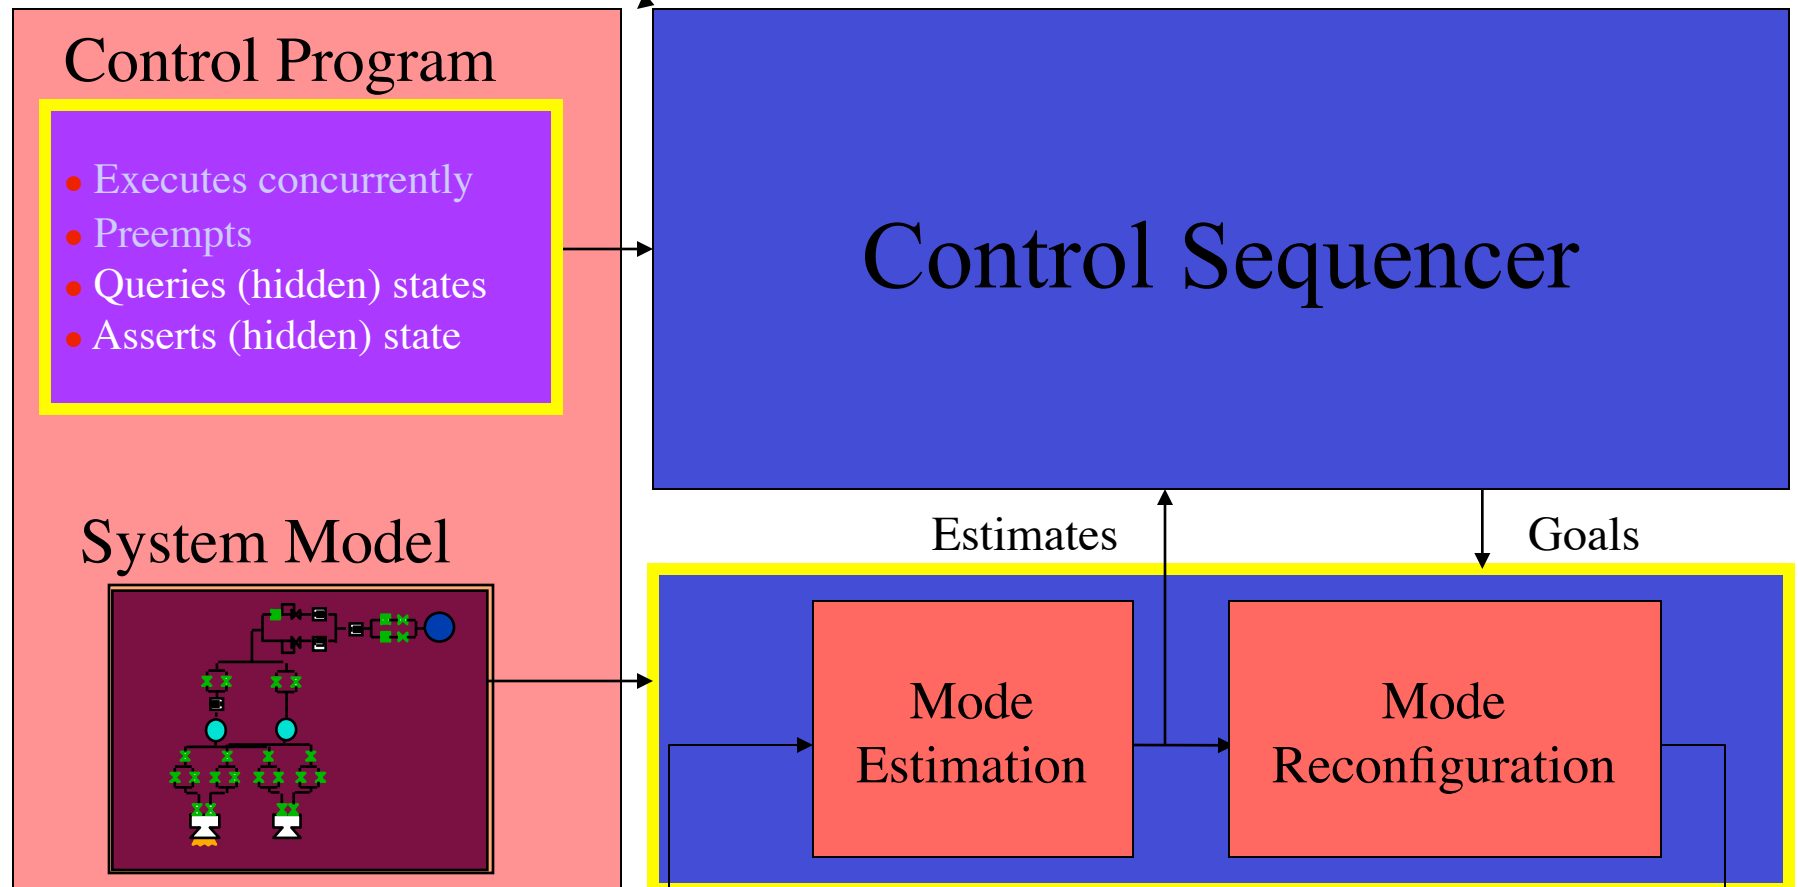 Control Program
• Executes concurrently
• Preempts
• Queries (hidden) states
• Asserts (hidden) state
Control Sequencer
System Model
Estimates
Goals
Mode
Estimation
Mode
Reconfiguration